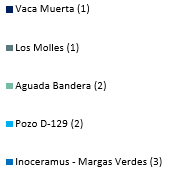 Vaca Muerta (1)
Los Molles (1)
Aguada Bandera (2)
Pozo D-129 (2)
Inoceramus - Margas Verdes (3)